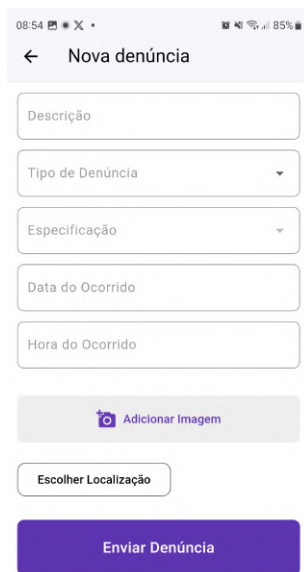 08:54
85%
Nova denúncia
Descrição
Tipo de Denúncia
Especificação
Data do Ocorrido
Hora do Ocorrido
Adicionar Imagem
Escolher Localização
Enviar Denúncia